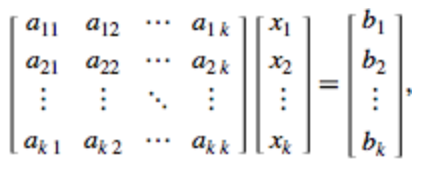 a₁₁ a₁₂ ⋯ a₁ₖ x₁ b₁
a₂₁ a₂₂ ⋯ a₂ₖ x₂ = b₂
⋮ ⋮ ⋱ ⋮ ⋮ ⋮
aₖ₁ aₖ₂ ⋯ aₖₖ xₖ bₖ ,